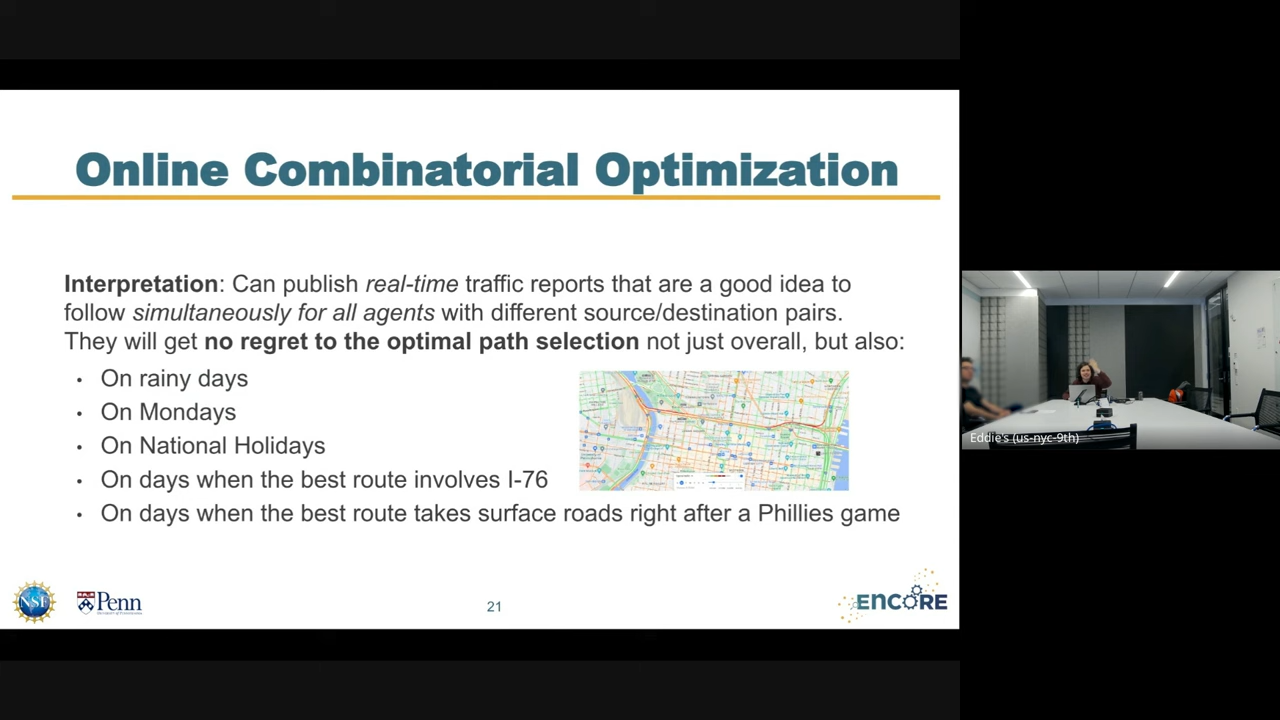 Online Combinatorial Optimization
Interpretation: Can publish real-time traffic reports that are a good idea to
follow simultaneously for all agents with different source/destination pairs.
They will get no regret to the optimal path selection not just overall, but also:
• On rainy days
• On Mondays
• On National Holidays
• On days when the best route involves I-76
• On days when the best route takes surface roads right after a Phillies game
NSF
Penn
21
ENCORE
Eddie's (us-nyc-9th)